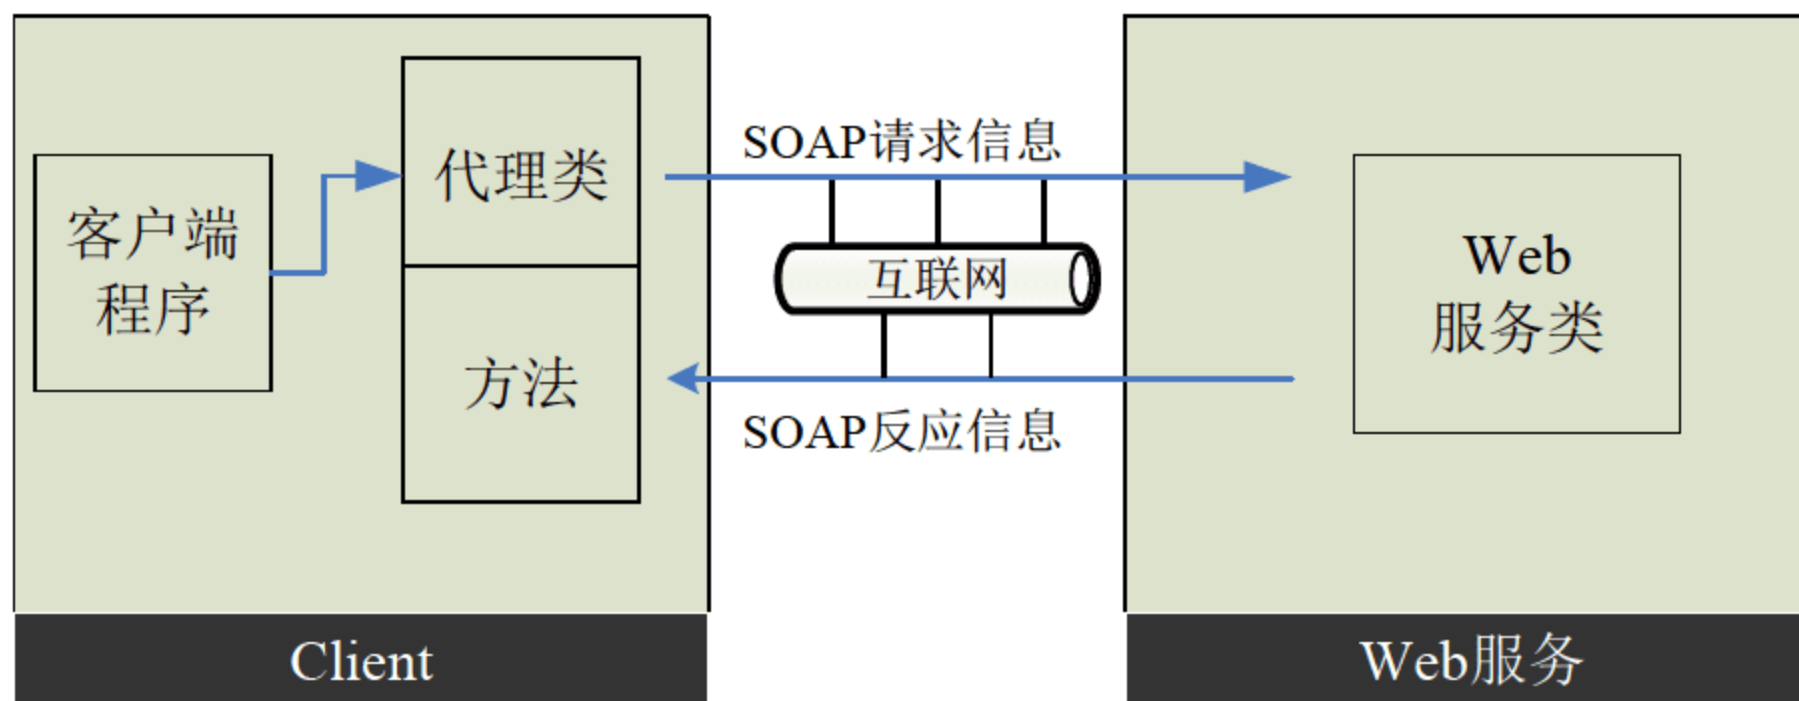 客户端
程序
代理类
方法
SOAP请求信息
互联网
SOAP反应信息
Web
服务类
Client
Web服务